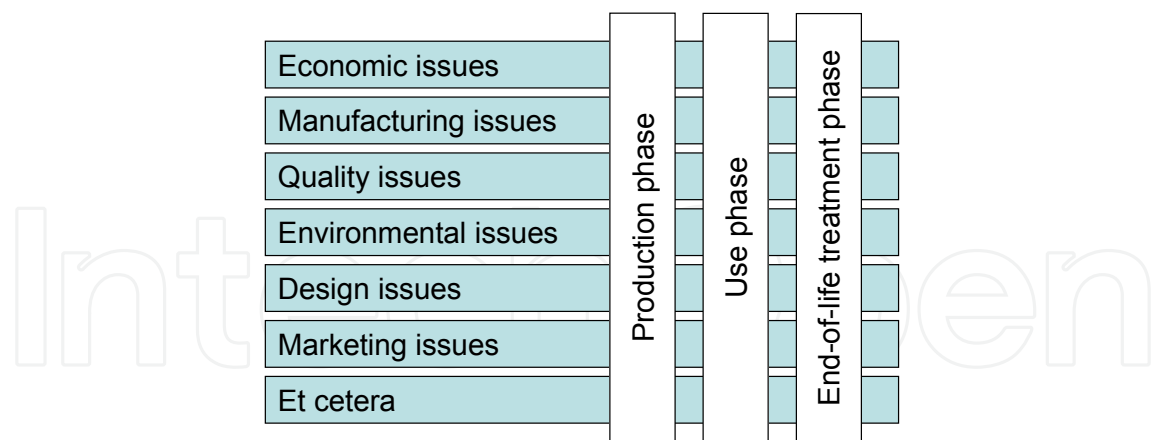 Economic issues
Manufacturing issues
Quality issues
Environmental issues
Design issues
Marketing issues
Et cetera
Production phase
Use phase
End-of-life treatment phase
IntechOpen